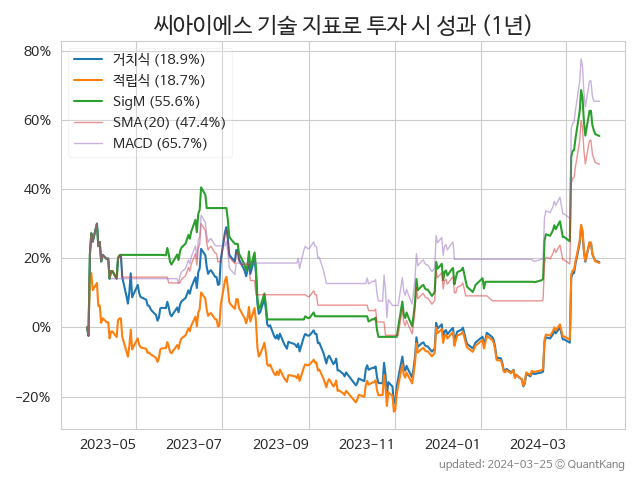 씨아이에스 기술 지표로 투자 시 성과 (1년)
80%
60%
40%
20%
0%
−20%
거치식 (18.9%)
적립식 (18.7%)
SigM (55.6%)
SMA(20) (47.4%)
MACD (65.7%)
2023-05 2023-07 2023-09 2023-11 2024-01 2024-03
updated: 2024-03-25 ⓒ QuantKang